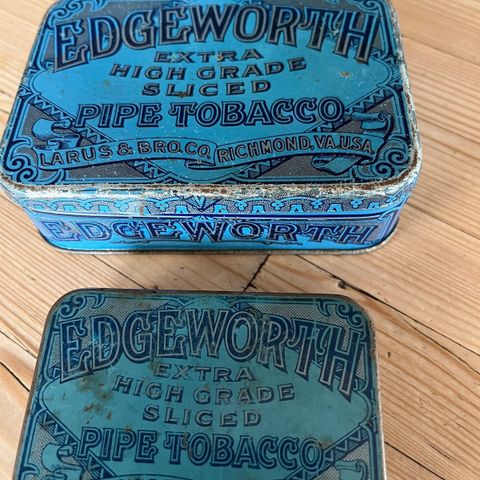 EDGEWORTH
EXTRA
HIGH GRADE
SLICED
PIPE TOBACCO
LARUS & BRO. CO. RICHMOND, VA. U.S.A.
EDGEWORTH
EDGEWORTH
EXTRA
HIGH GRADE
SLICED
PIPE TOBACCO